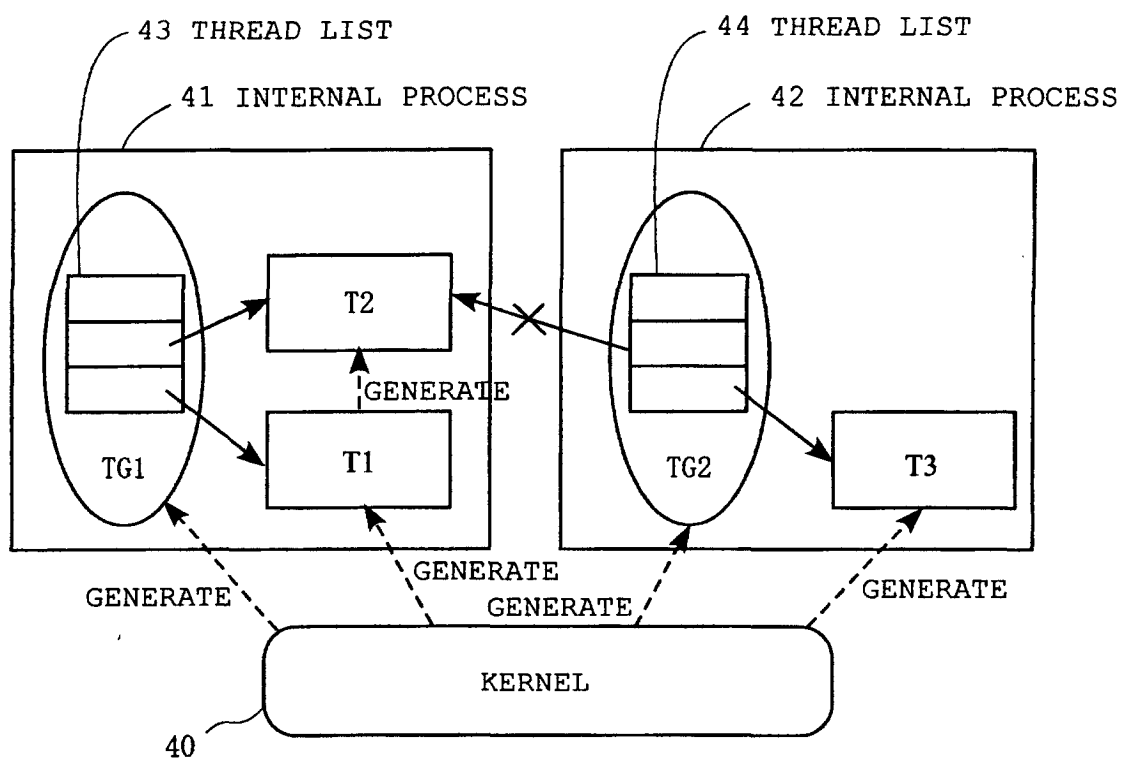 43 THREAD LIST
44 THREAD LIST
41 INTERNAL PROCESS
42 INTERNAL PROCESS
T2
GENERATE
TG1
T1
TG2
T3
GENERATE
GENERATE
GENERATE
GENERATE
KERNEL
40